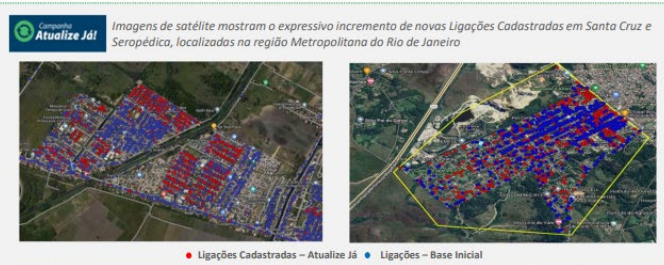 Campanha
Atualize Já!
Imagens de satélite mostram o expressivo incremento de novas Ligações Cadastradas em Santa Cruz e
Seropédica, localizadas na região Metropolitana do Rio de Janeiro
Ligações Cadastradas – Atualize Já
Ligações – Base Inicial